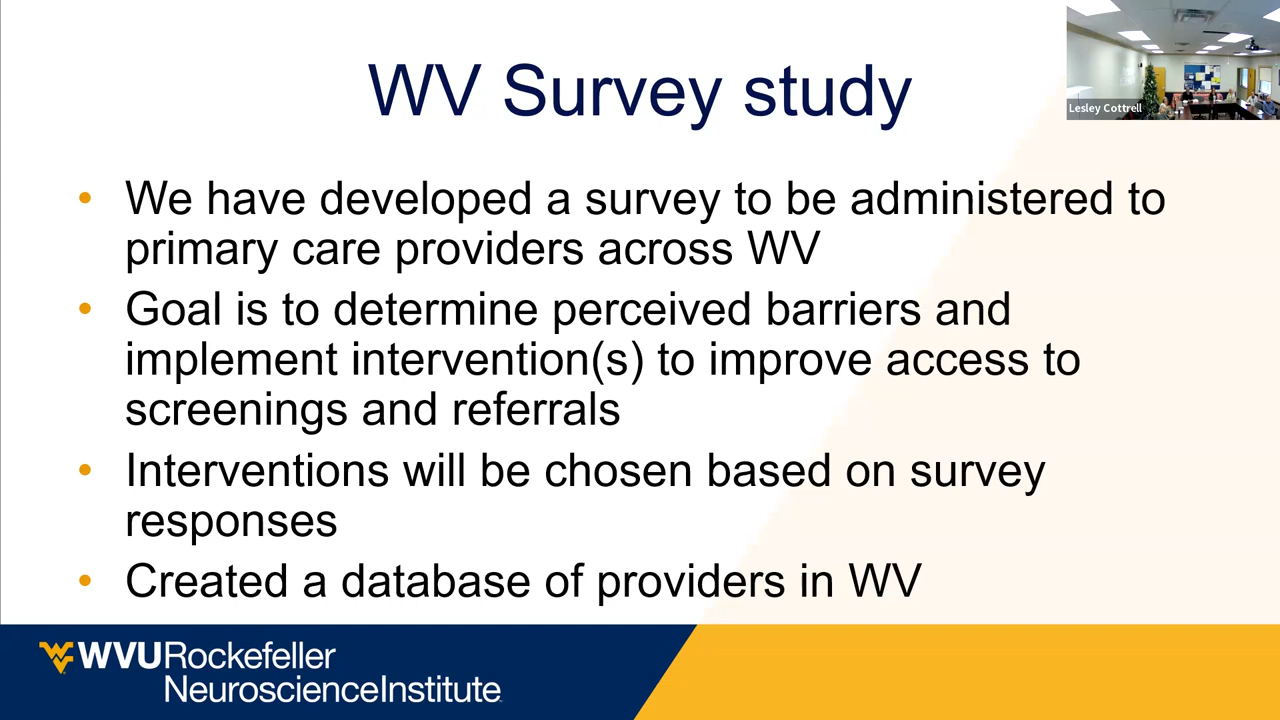 WV Survey study
Lesley Cottrell
• We have developed a survey to be administered to
primary care providers across WV
• Goal is to determine perceived barriers and
implement intervention(s) to improve access to
screenings and referrals
• Interventions will be chosen based on survey
responses
• Created a database of providers in WV
WVURockefeller
NeuroscienceInstitute